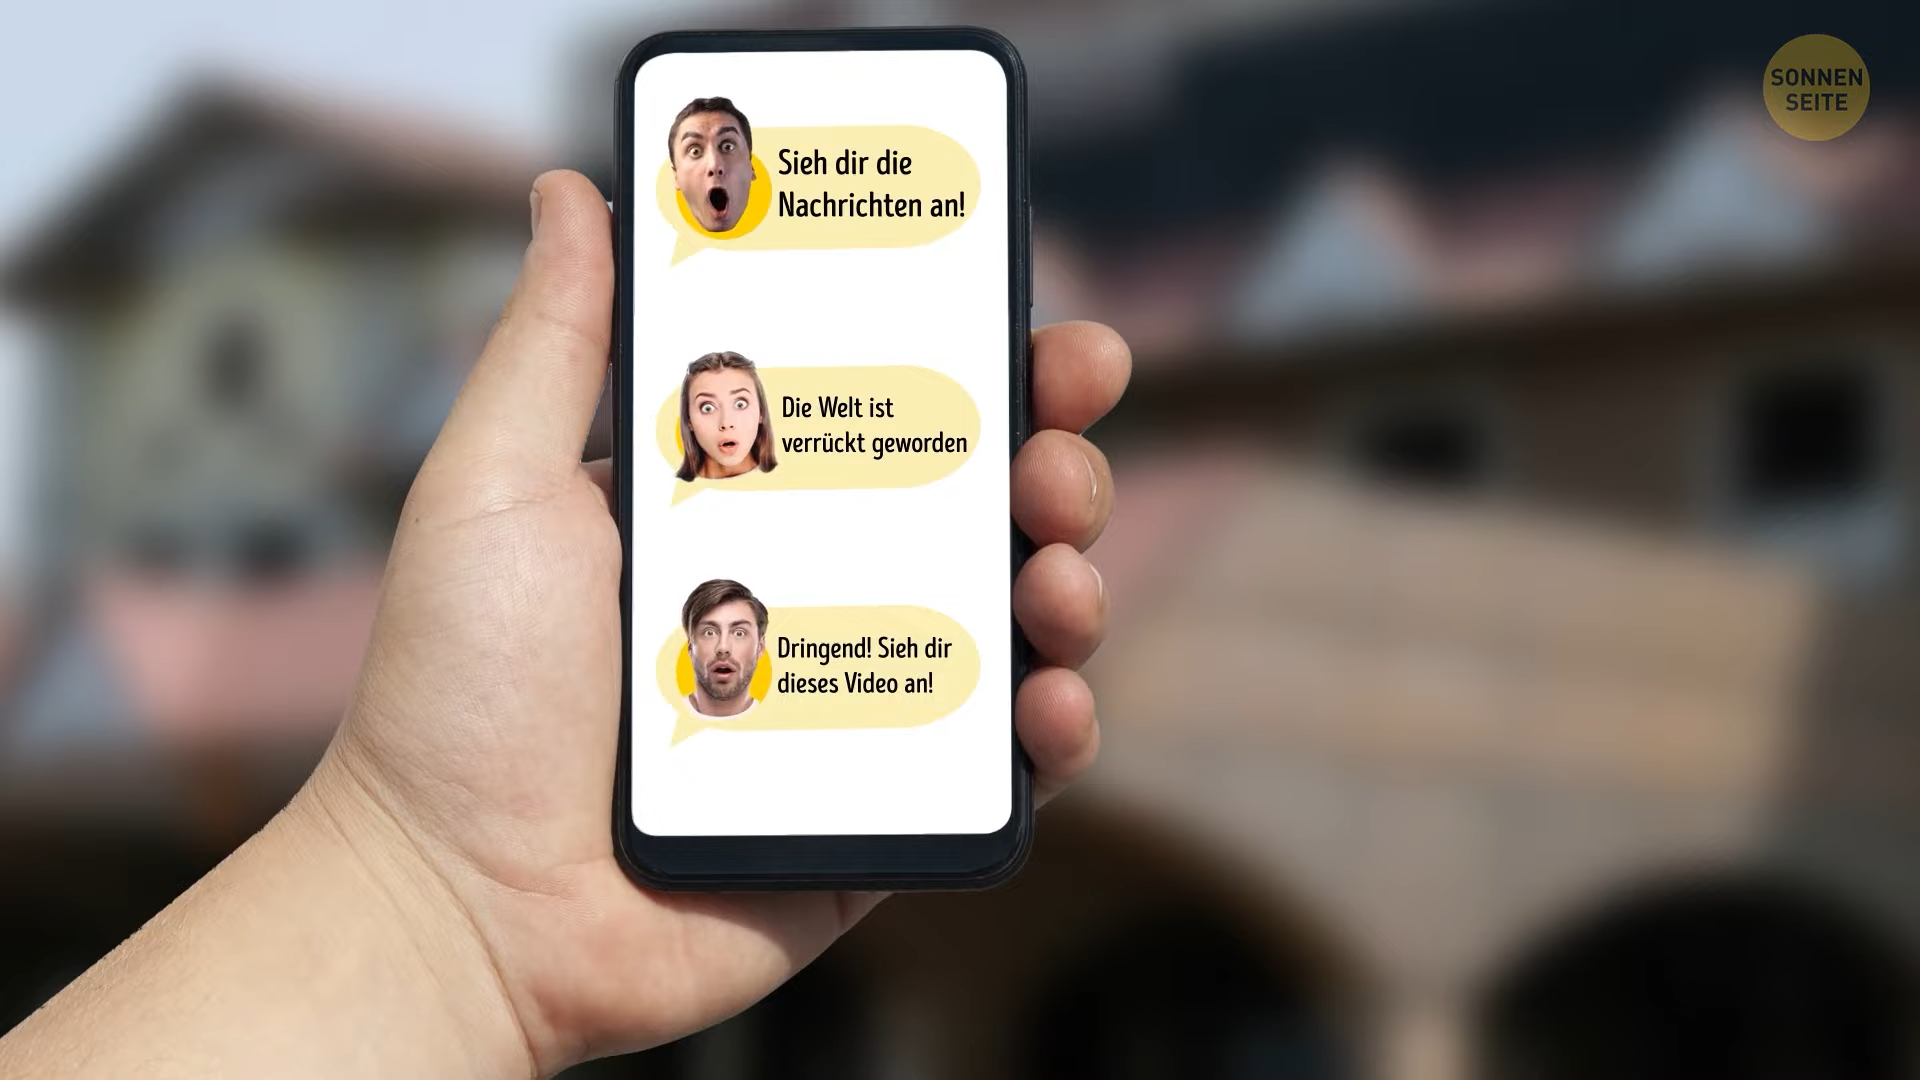 SONNEN
SEITE
Sieh dir die
Nachrichten an!
Die Welt ist
verrückt geworden
Dringend! Sieh dir
dieses Video an!